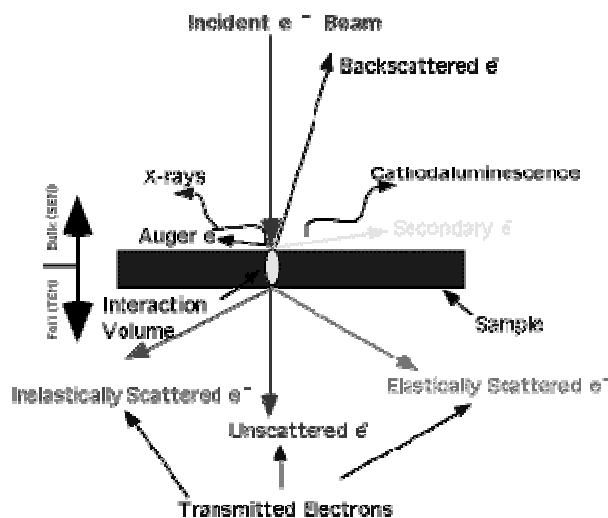 Incident e⁻ Beam
Backscattered e⁻
X-rays
Cathodaluminescence
Auger e⁻
Secondary e⁻
Bulk (SEM)
Foil (TEM)
Interaction
Volume
Sample
Inelastically Scattered e⁻
Elastically Scattered e⁻
Unscattered e⁻
Transmitted Electrons